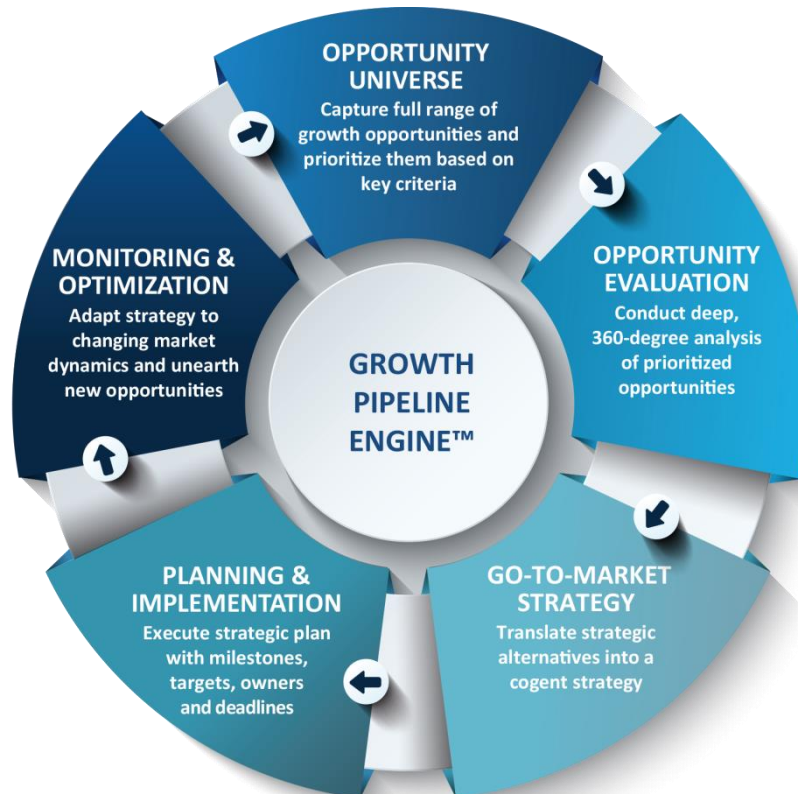 OPPORTUNITY
UNIVERSE
Capture full range of
growth opportunities and
prioritize them based on
key criteria
OPPORTUNITY
EVALUATION
Conduct deep,
360-degree analysis
of prioritized
opportunities
GO-TO-MARKET
STRATEGY
Translate strategic
alternatives into a
cogent strategy
PLANNING &
IMPLEMENTATION
Execute strategic plan
with milestones,
targets, owners
and deadlines
MONITORING &
OPTIMIZATION
Adapt strategy to
changing market
dynamics and unearth
new opportunities
GROWTH
PIPELINE
ENGINE™